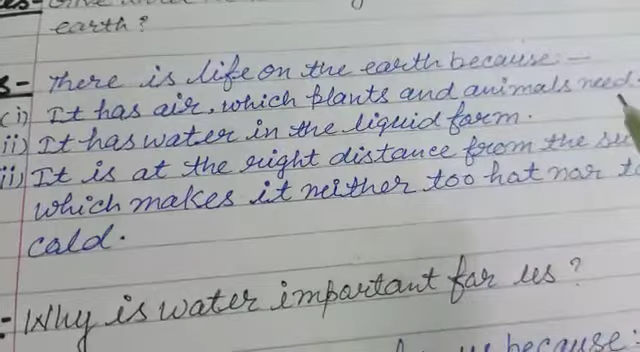 earth?
There is life on the earth because:-
(i) It has air, which plants and animals need.
ii) It has water in the liquid form.
ii) It is at the right distance from the su
which makes it neither too hot nor to
cold.
:- Why is water important for us?
because: